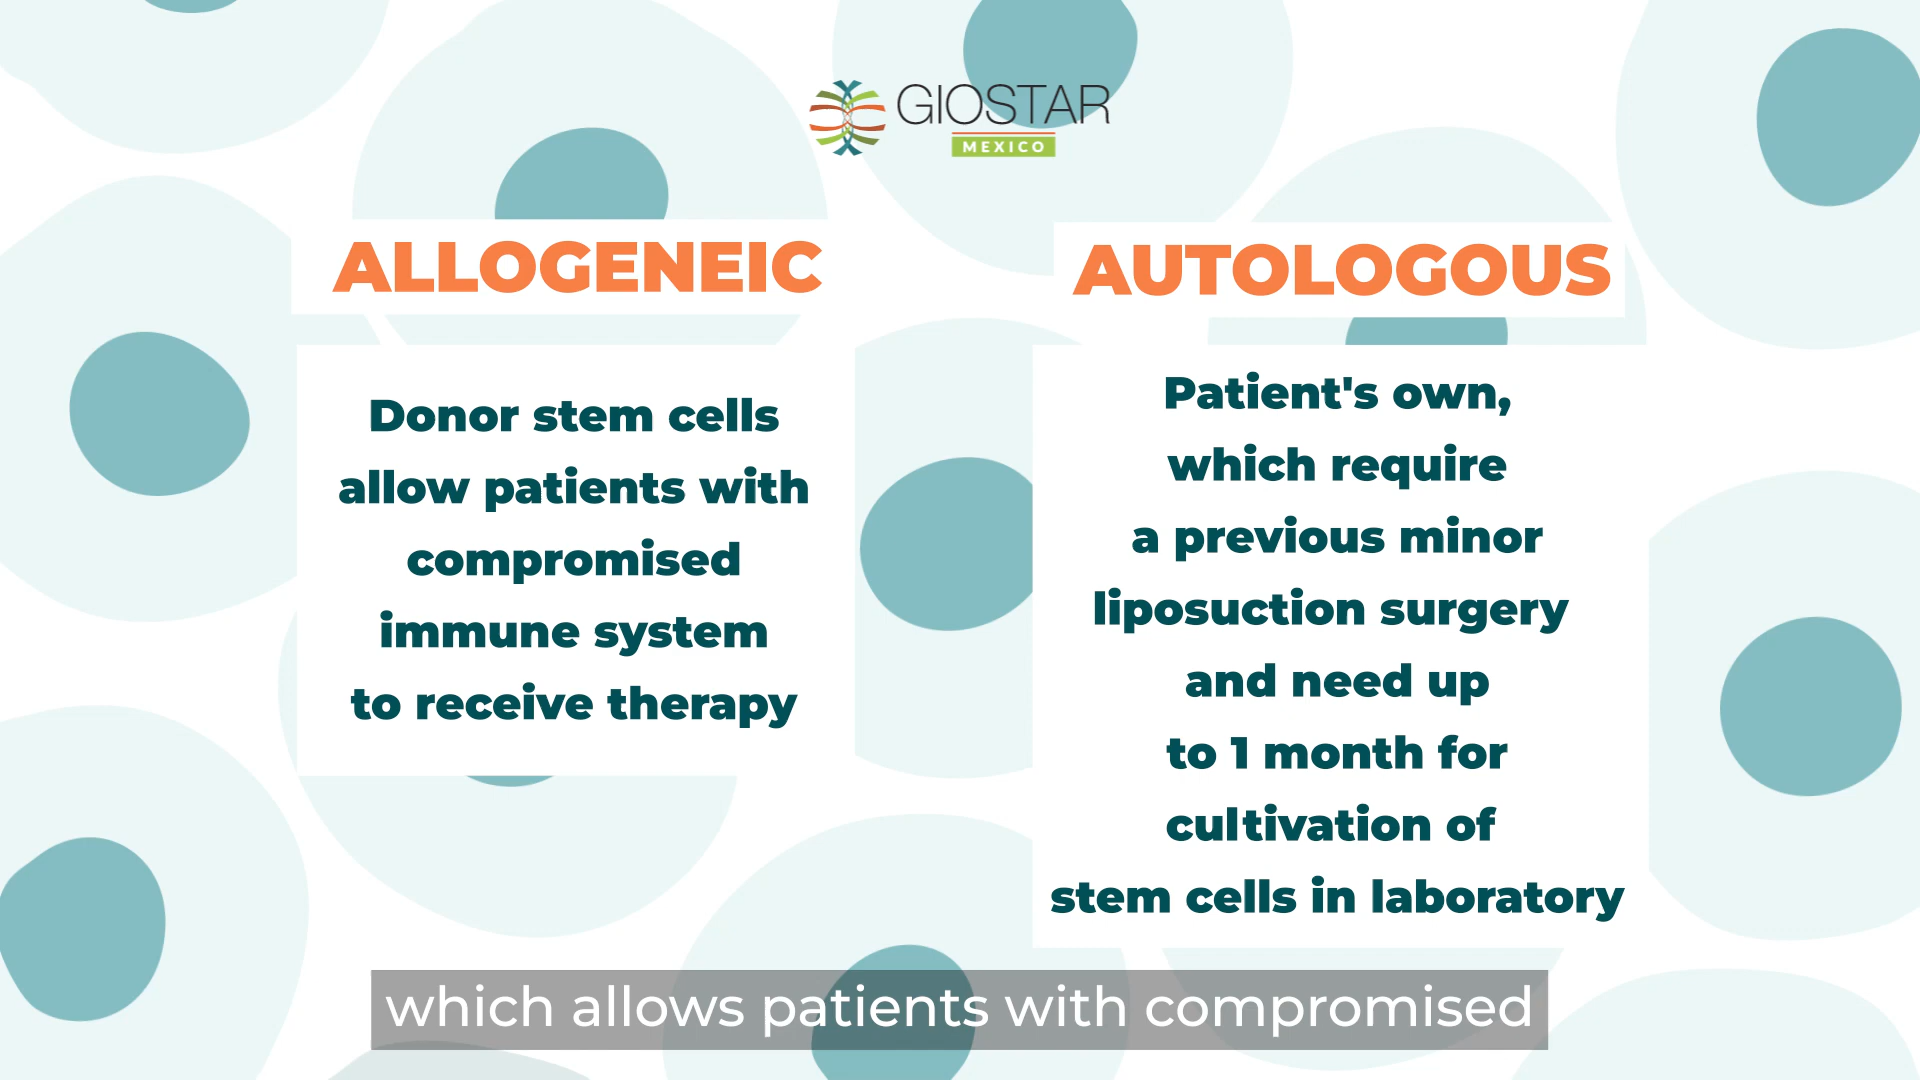 GIOSTAR
MEXICO
ALLOGENEIC
Donor stem cells
allow patients with
compromised
immune system
to receive therapy
AUTOLOGOUS
Patient's own,
which require
a previous minor
liposuction surgery
and need up
to 1 month for
cultivation of
stem cells in laboratory
which allows patients with compromised